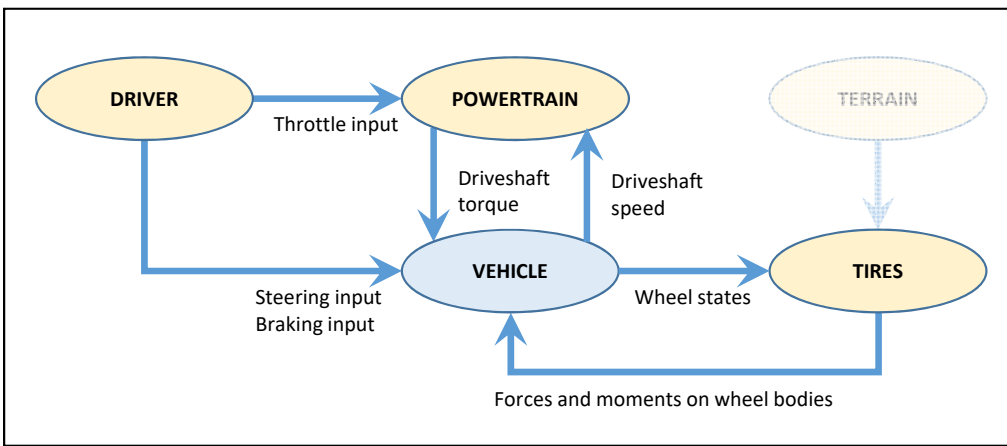 DRIVER
POWERTRAIN
TERRAIN
Throttle input
Driveshaft
torque
Driveshaft
speed
VEHICLE
TIRES
Steering input
Braking input
Wheel states
Forces and moments on wheel bodies